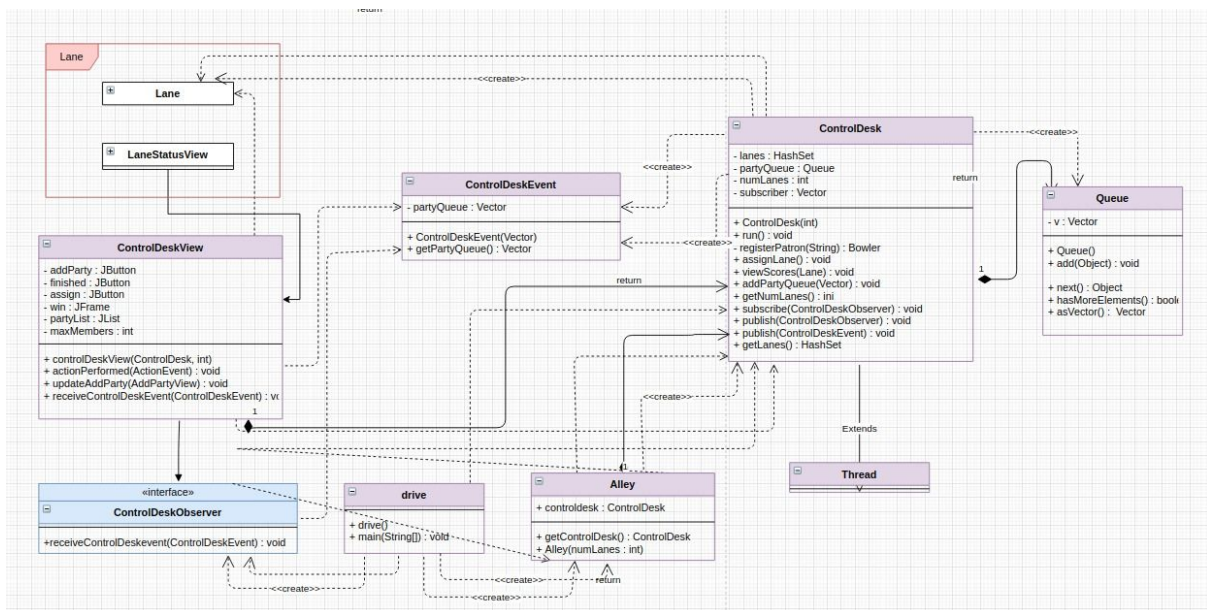 return
Lane
Lane
<<create>>
LaneStatusView
ControlDeskView
- addParty : JButton
- finished : JButton
- assign : JButton
- win : JFrame
- partyList : JList
- maxMembers : int
+ controlDeskView(ControlDesk, int)
+ actionPerformed(ActionEvent) : void
+ updateAddParty(AddPartyView) : void
+ receiveControlDeskEvent(ControlDeskEvent) : vo
1
ControlDeskEvent
- partyQueue : Vector
+ ControlDeskEvent(Vector)
+ getPartyQueue() : Vector
<<create>>
<<create>>
return
ControlDesk
- lanes : HashSet
- partyQueue : Queue
- numLanes : int
- subscriber : Vector
+ ControlDesk(int)
+ run() : void
- registerPatron(String) : Bowler
+ assignLane() : void
+ viewScores(Lane) : void
+ addPartyQueue(Vector) : void
+ getNumLanes() : ini
+ subscribe(ControlDeskObserver) : void
+ publish(ControlDeskObserver) : void
+ publish(ControlDeskEvent) : void
+ getLanes() : HashSet
<<create>>
return
1
1
Queue
- v : Vector
+ Queue()
+ add(Object) : void
+ next() : Object
+ hasMoreElements() : boole
+ asVector() : Vector
<<create>>
Extends
Thread
«interface»
ControlDeskObserver
+receiveControlDeskevent(ControlDeskEvent) : void
drive
+ drive()
+ main(String[]) : void
1
Alley
+ controldesk : ControlDesk
+ getControlDesk() : ControlDesk
+ Alley(numLanes : int)
<<create>>
<<create>>
return
<<create>>